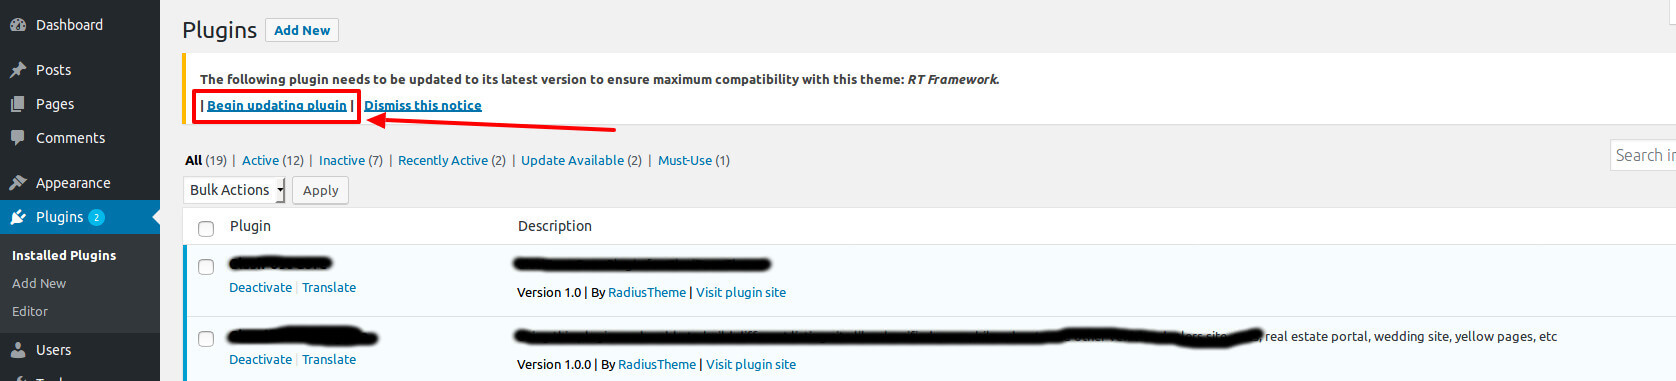 Dashboard
Posts
Pages
Comments
Appearance
Plugins 2
Installed Plugins
Add New
Editor
Users
Plugins Add New
The following plugin needs to be updated to its latest version to ensure maximum compatibility with this theme: RT Framework.
| Begin updating plugin | Dismiss this notice
All (19) | Active (12) | Inactive (7) | Recently Active (2) | Update Available (2) | Must-Use (1)
Search in
Bulk Actions Apply
Plugin Description
Deactivate | Translate Version 1.0 | By RadiusTheme | Visit plugin site
, real estate portal, wedding site, yellow pages, etc
Deactivate | Translate Version 1.0.0 | By RadiusTheme | Visit plugin site